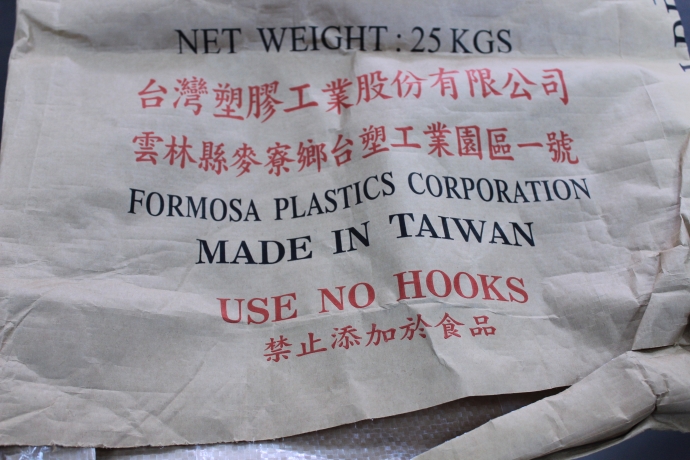 NET WEIGHT : 25 KGS
台灣塑膠工業股份有限公司
雲林縣麥寮鄉台塑工業園區一號
FORMOSA PLASTICS CORPORATION
MADE IN TAIWAN
USE NO HOOKS
禁止添加於食品